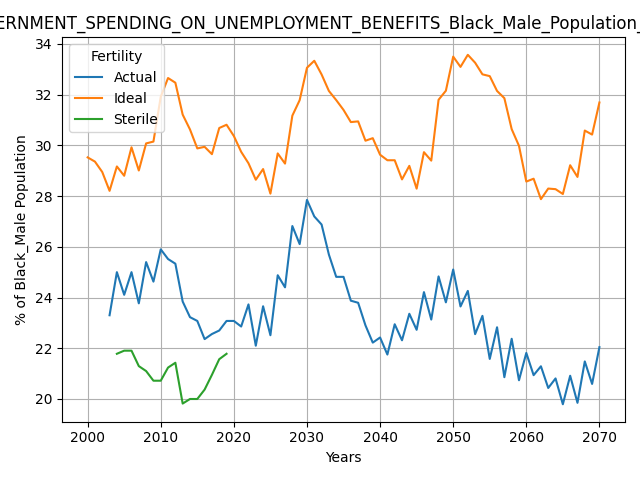 ERNMENT_SPENDING_ON_UNEMPLOYMENT_BENEFITS_Black_Male_Population_
Fertility
Actual
Ideal
Sterile
% of Black_Male Population
34
32
30
28
26
24
22
20
2000
2010
2020
2030
2040
2050
2060
2070
Years